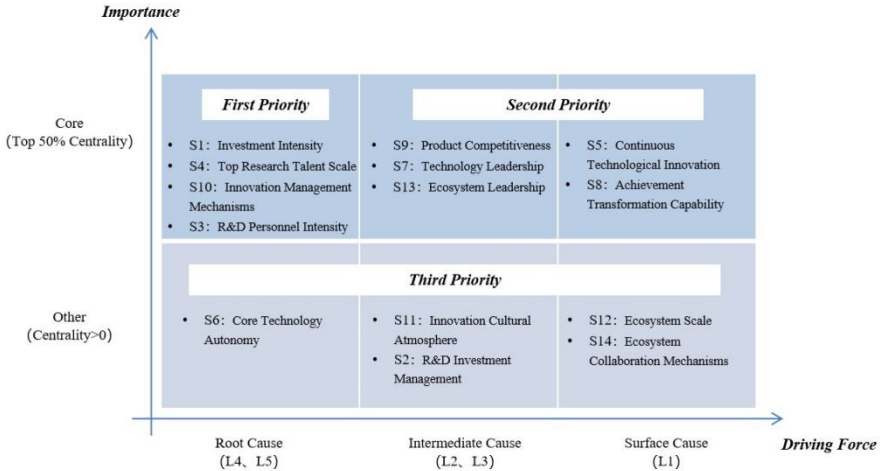 Importance
Core
(Top 50% Centrality)
First Priority
Second Priority
• S1：Investment Intensity
• S4：Top Research Talent Scale
• S10：Innovation Management
Mechanisms
• S3：R&D Personnel Intensity
• S9：Product Competitiveness
• S7：Technology Leadership
• S13：Ecosystem Leadership
• S5：Continuous
Technological Innovation
• S8：Achievement
Transformation Capability
Other
(Centrality>0)
Third Priority
• S6：Core Technology
Autonomy
• S11：Innovation Cultural
Atmosphere
• S2：R&D Investment
Management
• S12：Ecosystem Scale
• S14：Ecosystem
Collaboration Mechanisms
Root Cause
(L4、L5)
Intermediate Cause
(L2、L3)
Surface Cause
(L1)
Driving Force